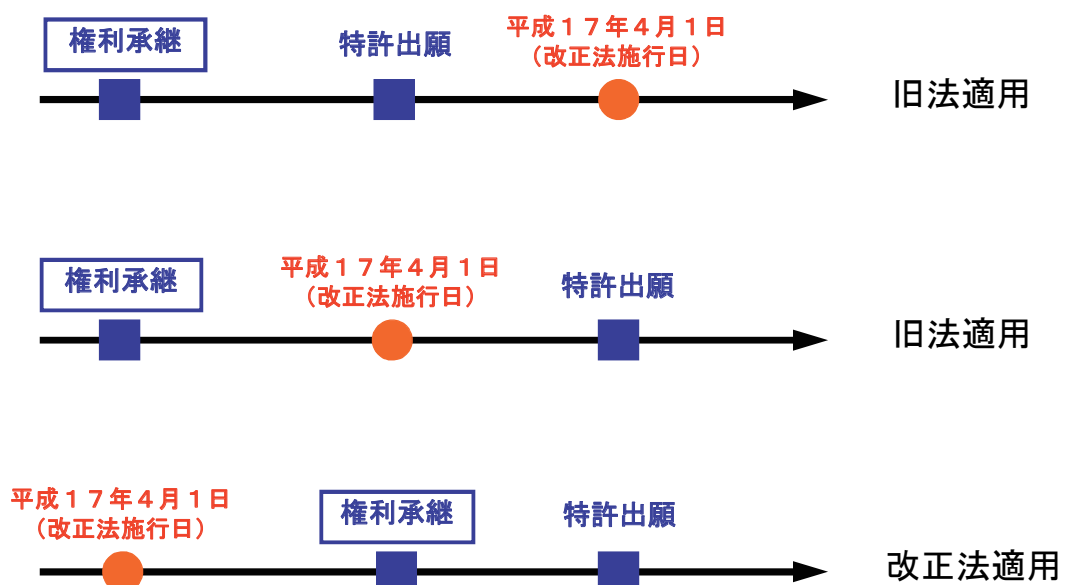 権利承継
特許出願
平成１７年４月１日
（改正法施行日）
旧法適用
権利承継
平成１７年４月１日
（改正法施行日）
特許出願
旧法適用
平成１７年４月１日
（改正法施行日）
権利承継
特許出願
改正法適用